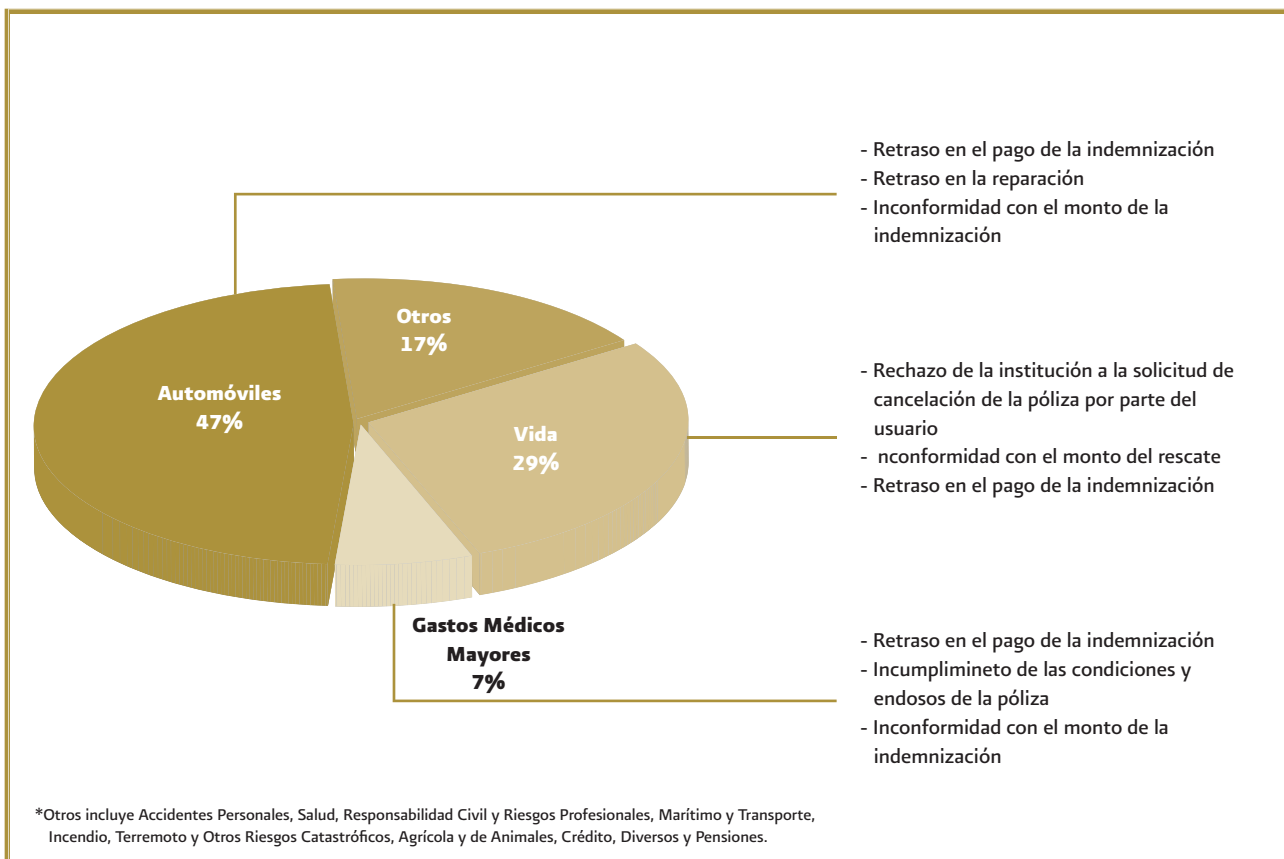 - Retraso en el pago de la indemnización
- Retraso en la reparación
- Inconformidad con el monto de la
indemnización
Otros
17%
Automóviles
47%
Vida
29%
- Rechazo de la institución a la solicitud de
cancelación de la póliza por parte del
usuario
- nconformidad con el monto del rescate
- Retraso en el pago de la indemnización
Gastos Médicos
Mayores
7%
- Retraso en el pago de la indemnización
- Incumplimineto de las condiciones y
endosos de la póliza
- Inconformidad con el monto de la
indemnización
*Otros incluye Accidentes Personales, Salud, Responsabilidad Civil y Riesgos Profesionales, Marítimo y Transporte,
Incendio, Terremoto y Otros Riesgos Catastróficos, Agrícola y de Animales, Crédito, Diversos y Pensiones.